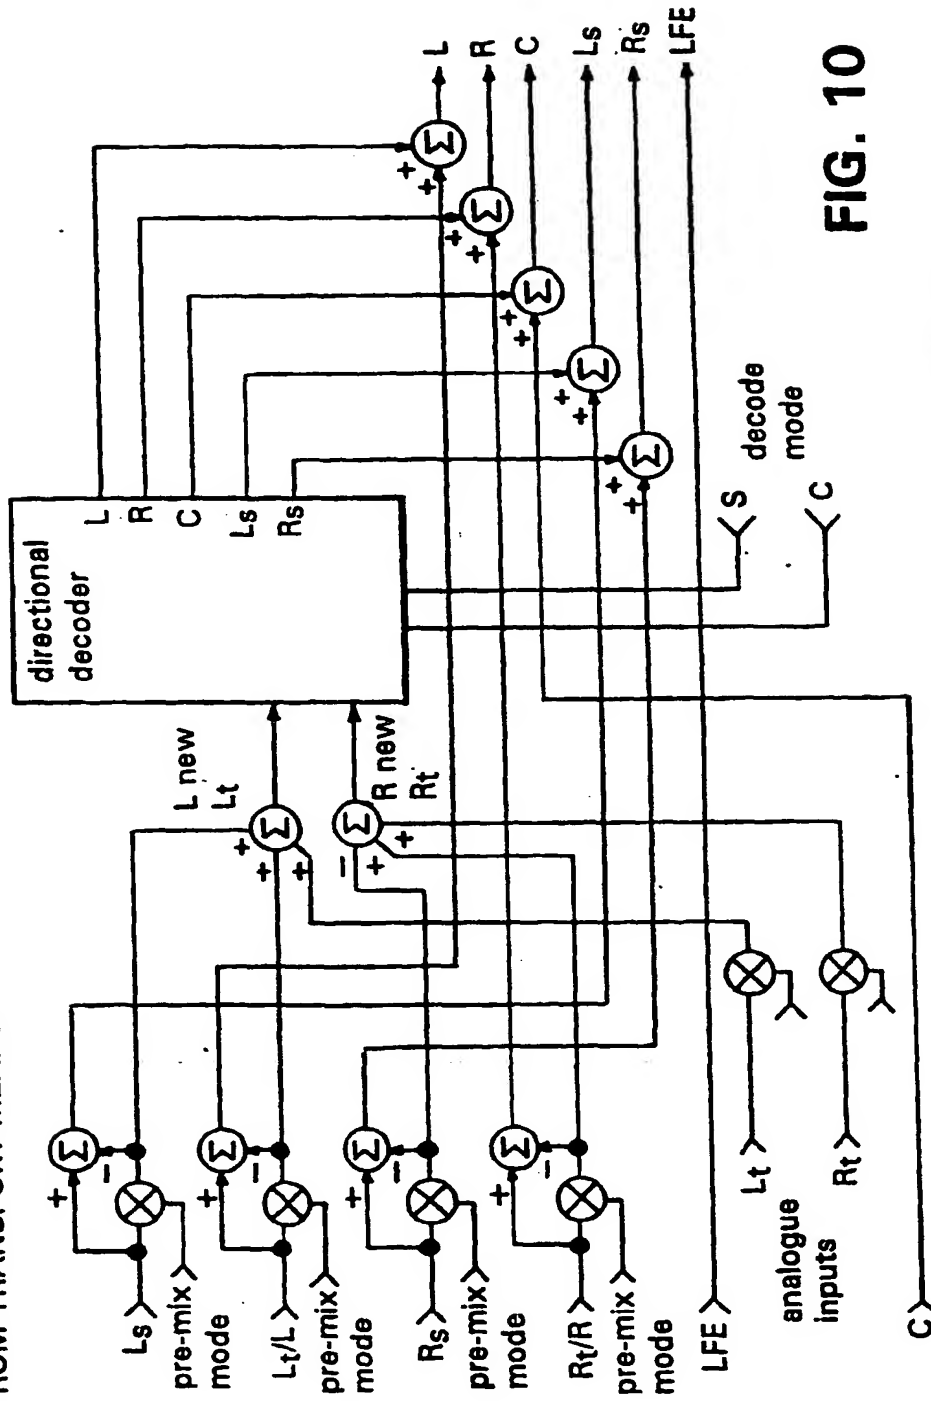 directional
decoder
L
R
C
Ls
Rs
L
R
C
Ls
Rs
LFE
Σ
+
+
Σ
+
+
Σ
+
+
Σ
+
+
Σ
+
+
L new
Lt
R new
Rt
Σ
+
+
+
Σ
−
+
+
S
C
decode
mode
Σ
+
−
Σ
+
−
Σ
+
−
Σ
+
−
Ls
pre-mix
mode
Lt/L
pre-mix
mode
Rs
pre-mix
mode
Rt/R
pre-mix
mode
LFE
Lt
analogue
inputs
Rt
C
FIG. 10